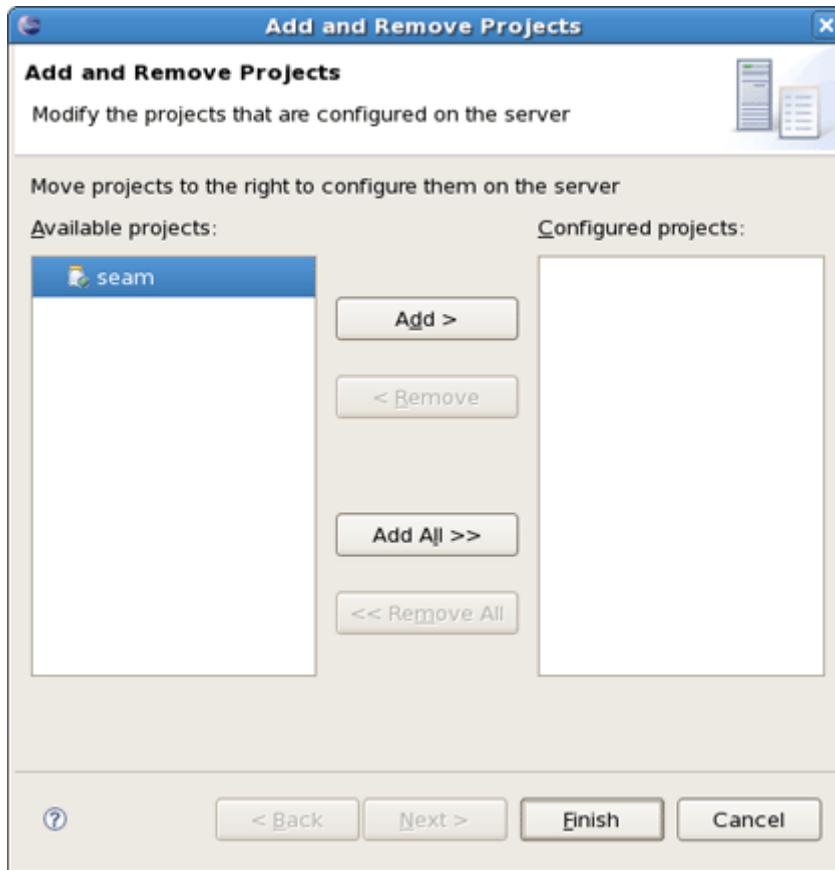 Add and Remove Projects
Add and Remove Projects
Modify the projects that are configured on the server
Move projects to the right to configure them on the server
Available projects:
Configured projects:
seam
Add >
< Remove
Add All >>
<< Remove All
?
< Back
Next >
Finish
Cancel